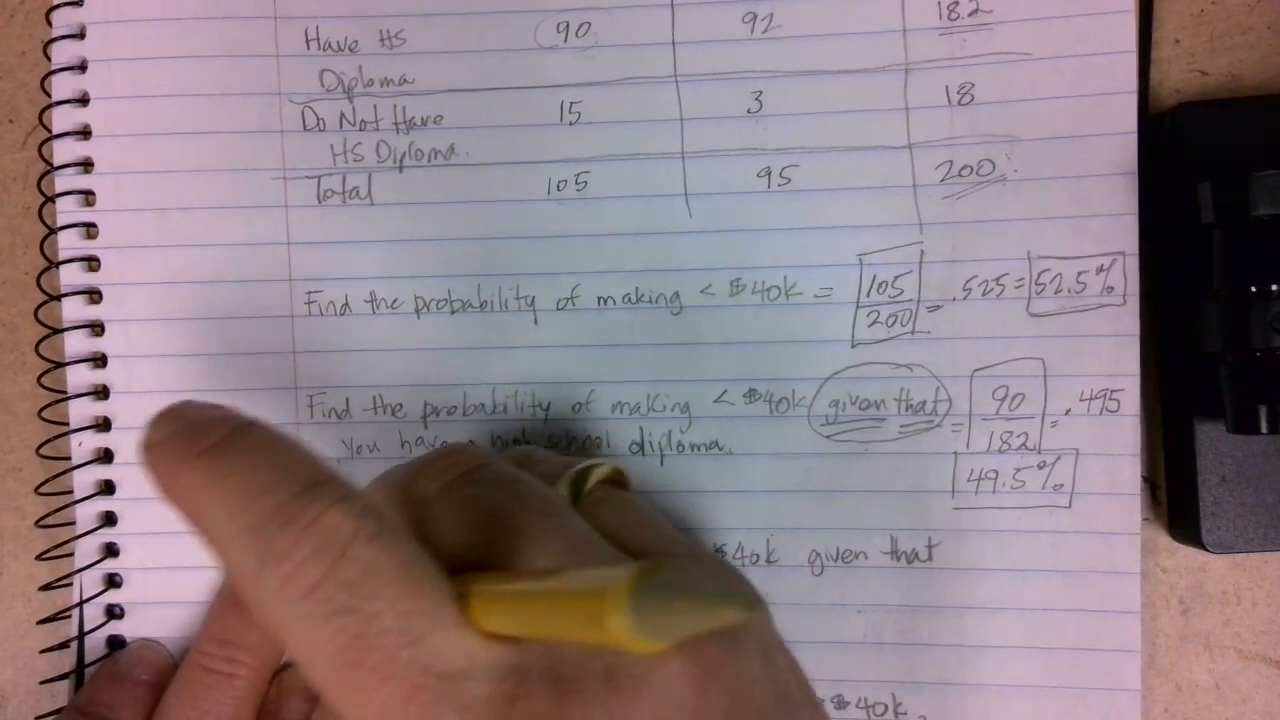 Have HS 90 92 182
Diploma
Do Not Have 15 3 18
HS Diploma.
Total 105 95 200
Find the probability of making < $40k = 105/200 = .525 = 52.5%
Find the probability of making < $40k given that = 90/182 = .495
you have a high school diploma. 49.5%
$40k given that
$40k.